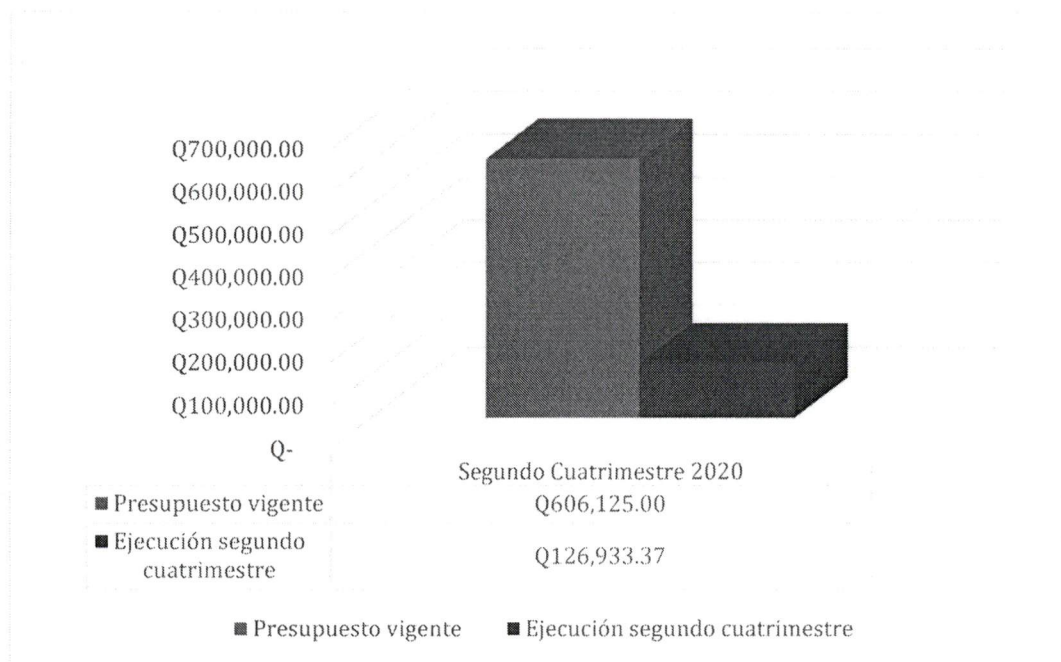 Q700,000.00
Q600,000.00
Q500,000.00
Q400,000.00
Q300,000.00
Q200,000.00
Q100,000.00
Q-
Segundo Cuatrimestre 2020
Presupuesto vigente Q606,125.00
Ejecución segundo
cuatrimestre Q126,933.37
Presupuesto vigente Ejecución segundo cuatrimestre